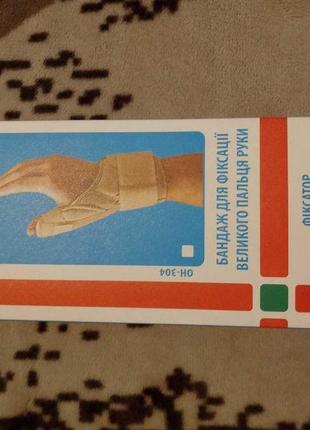 ОН-304
БАНДАЖ ДЛЯ ФІКСАЦІЇ
ВЕЛИКОГО ПАЛЬЦЯ РУКИ
ФІКСАТОР